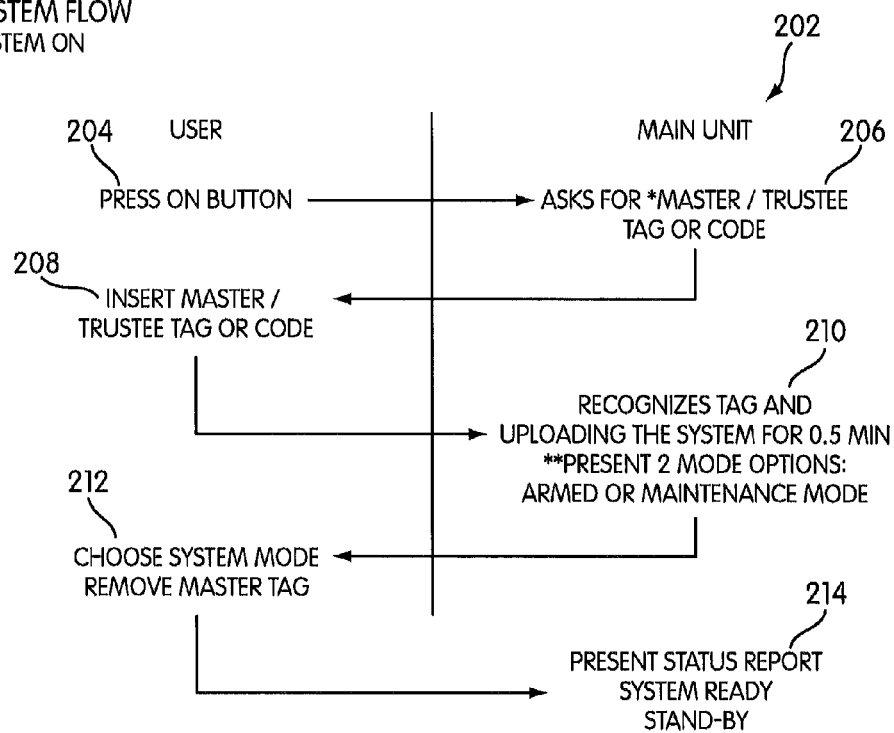 STEM FLOW
STEM ON
202
204 USER MAIN UNIT 206
PRESS ON BUTTON
ASKS FOR *MASTER / TRUSTEE
TAG OR CODE
208
INSERT MASTER /
TRUSTEE TAG OR CODE
210
RECOGNIZES TAG AND
UPLOADING THE SYSTEM FOR 0.5 MIN
**PRESENT 2 MODE OPTIONS:
ARMED OR MAINTENANCE MODE
212
CHOOSE SYSTEM MODE
REMOVE MASTER TAG
214
PRESENT STATUS REPORT
SYSTEM READY
STAND-BY